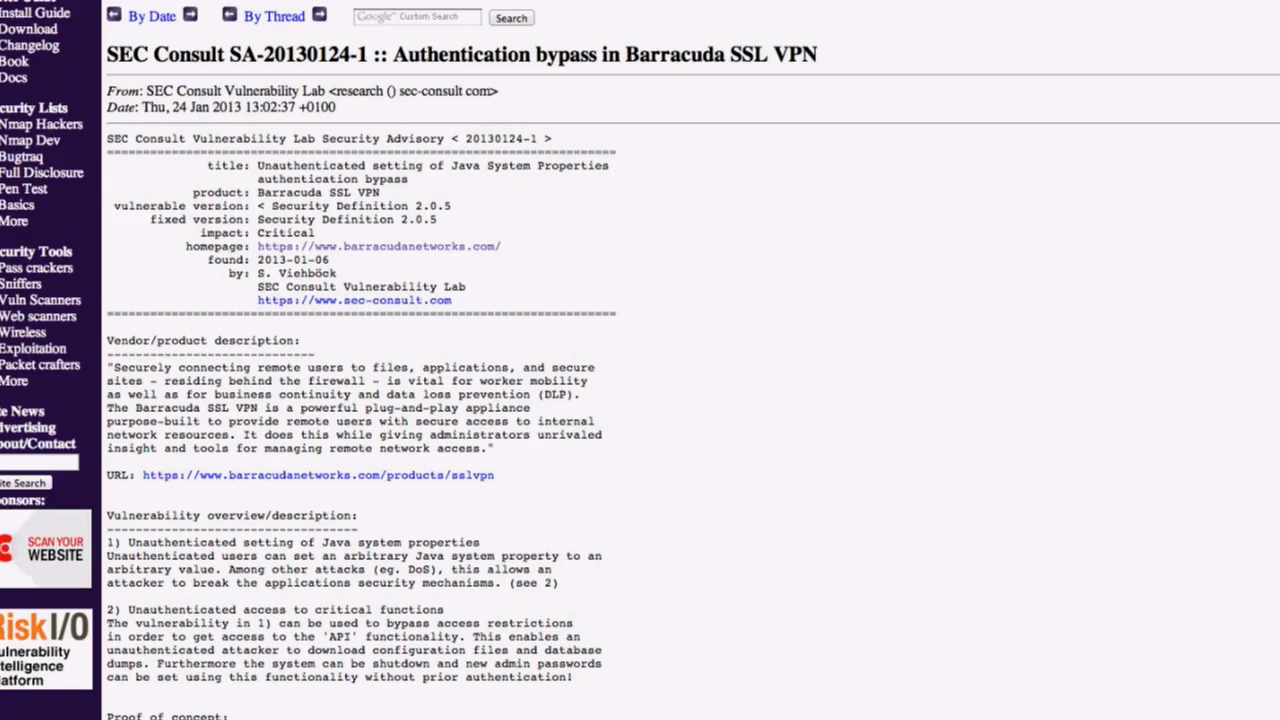 Install Guide
Download
Changelog
Book
Docs
curity Lists
Nmap Hackers
Nmap Dev
Bugtraq
Full Disclosure
Pen Test
Basics
More
curity Tools
Pass crackers
Sniffers
Vuln Scanners
Web scanners
Wireless
Exploitation
Packet crafters
More
te News
dvertising
bout/Contact
ite Search
onsors:
SCAN YOUR
WEBSITE
RiskI/O
ulnerability
telligence
latform
By Date By Thread Google™ Custom Search Search
SEC Consult SA-20130124-1 :: Authentication bypass in Barracuda SSL VPN
From: SEC Consult Vulnerability Lab <research () sec-consult com>
Date: Thu, 24 Jan 2013 13:02:37 +0100
SEC Consult Vulnerability Lab Security Advisory < 20130124-1 >
=======================================================================
title: Unauthenticated setting of Java System Properties
authentication bypass
product: Barracuda SSL VPN
vulnerable version: < Security Definition 2.0.5
fixed version: Security Definition 2.0.5
impact: Critical
homepage: https://www.barracudanetworks.com/
found: 2013-01-06
by: S. Viehböck
SEC Consult Vulnerability Lab
https://www.sec-consult.com
=======================================================================
Vendor/product description:
-----------------------------
"Securely connecting remote users to files, applications, and secure
sites - residing behind the firewall - is vital for worker mobility
as well as for business continuity and data loss prevention (DLP).
The Barracuda SSL VPN is a powerful plug-and-play appliance
purpose-built to provide remote users with secure access to internal
network resources. It does this while giving administrators unrivaled
insight and tools for managing remote network access."
URL: https://www.barracudanetworks.com/products/sslvpn
Vulnerability overview/description:
-----------------------------------
1) Unauthenticated setting of Java system properties
Unauthenticated users can set an arbitrary Java system property to an
arbitrary value. Among other attacks (eg. DoS), this allows an
attacker to break the applications security mechanisms. (see 2)
2) Unauthenticated access to critical functions
The vulnerability in 1) can be used to bypass access restrictions
in order to get access to the 'API' functionality. This enables an
unauthenticated attacker to download configuration files and database
dumps. Furthermore the system can be shutdown and new admin passwords
can be set using this functionality without prior authentication!
Proof of concept: